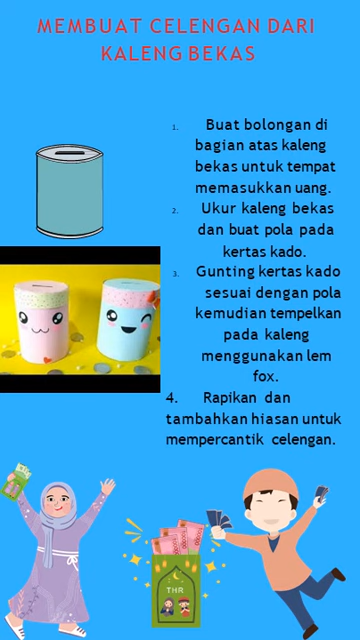 MEMBUAT CELENGAN DARI
KALENG BEKAS
1. Buat bolongan di
bagian atas kaleng
bekas untuk tempat
memasukkan uang.
2. Ukur kaleng bekas
dan buat pola pada
kertas kado.
3. Gunting kertas kado
sesuai dengan pola
kemudian tempelkan
pada kaleng
menggunakan lem
fox.
4. Rapikan dan
tambahkan hiasan untuk
mempercantik celengan.
THR